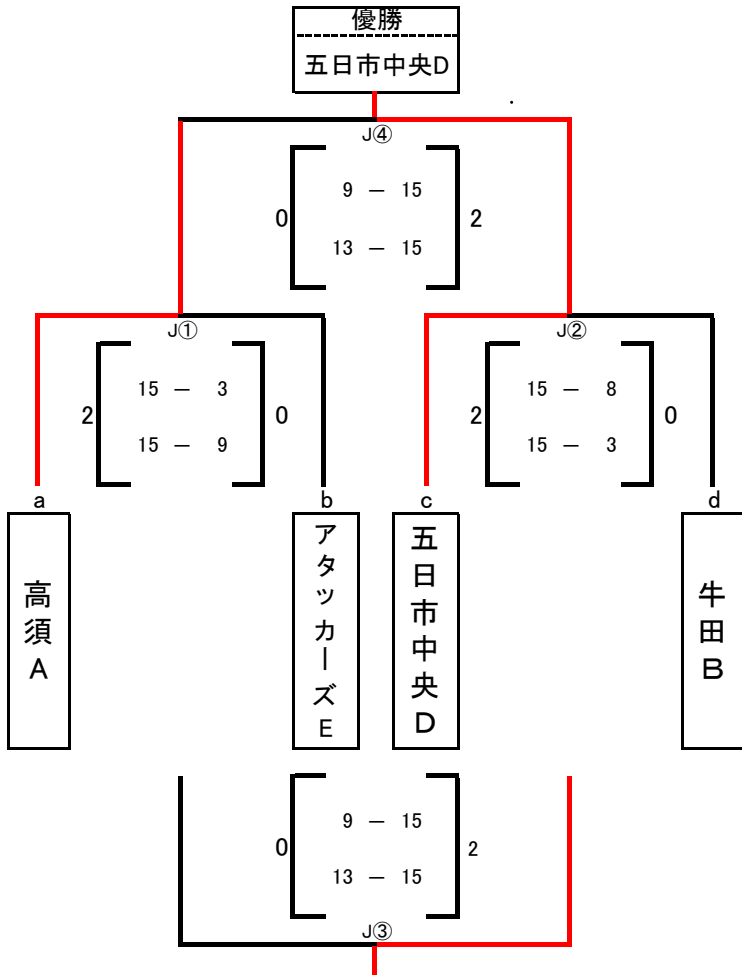 優勝
五日市中央D
J④
9 － 15
0 2
13 － 15
J① J②
15 － 3 15 － 8
2 0 2 0
15 － 9 15 － 3
a b c d
高須A
アタッカーズE
五日市中央D
牛田B
9 － 15
0 2
13 － 15
J③